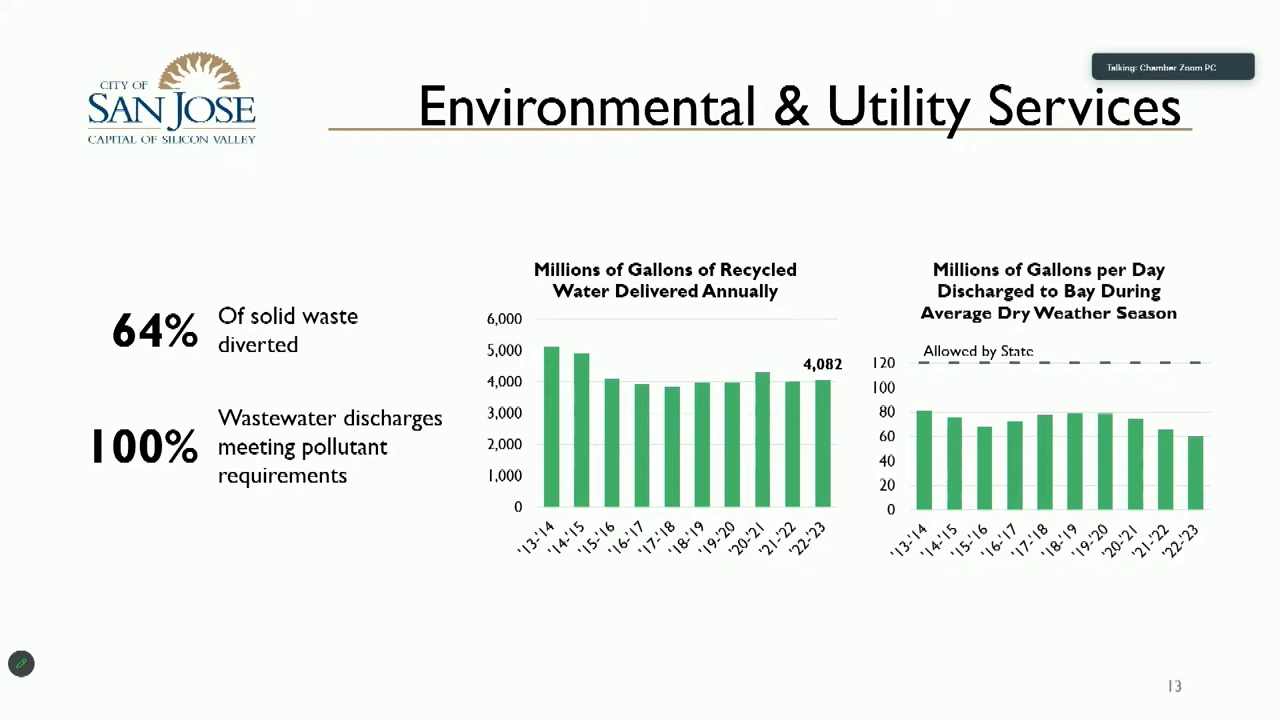 CITY OF
SAN JOSE
CAPITAL OF SILICON VALLEY
Talking: Chamber Zoom PC
Environmental & Utility Services
64%
Of solid waste
diverted
100%
Wastewater discharges
meeting pollutant
requirements
Millions of Gallons of Recycled
Water Delivered Annually
6,000
5,000
4,000
3,000
2,000
1,000
0
4,082
'13-'14
'14-'15
'15-'16
'16-'17
'17-'18
'18-'19
'19-'20
'20-'21
'21-'22
'22-'23
Millions of Gallons per Day
Discharged to Bay During
Average Dry Weather Season
Allowed by State
120
100
80
60
40
20
0
'13-'14
'14-'15
'15-'16
'16-'17
'17-'18
'18-'19
'19-'20
'20-'21
'21-'22
'22-'23
13